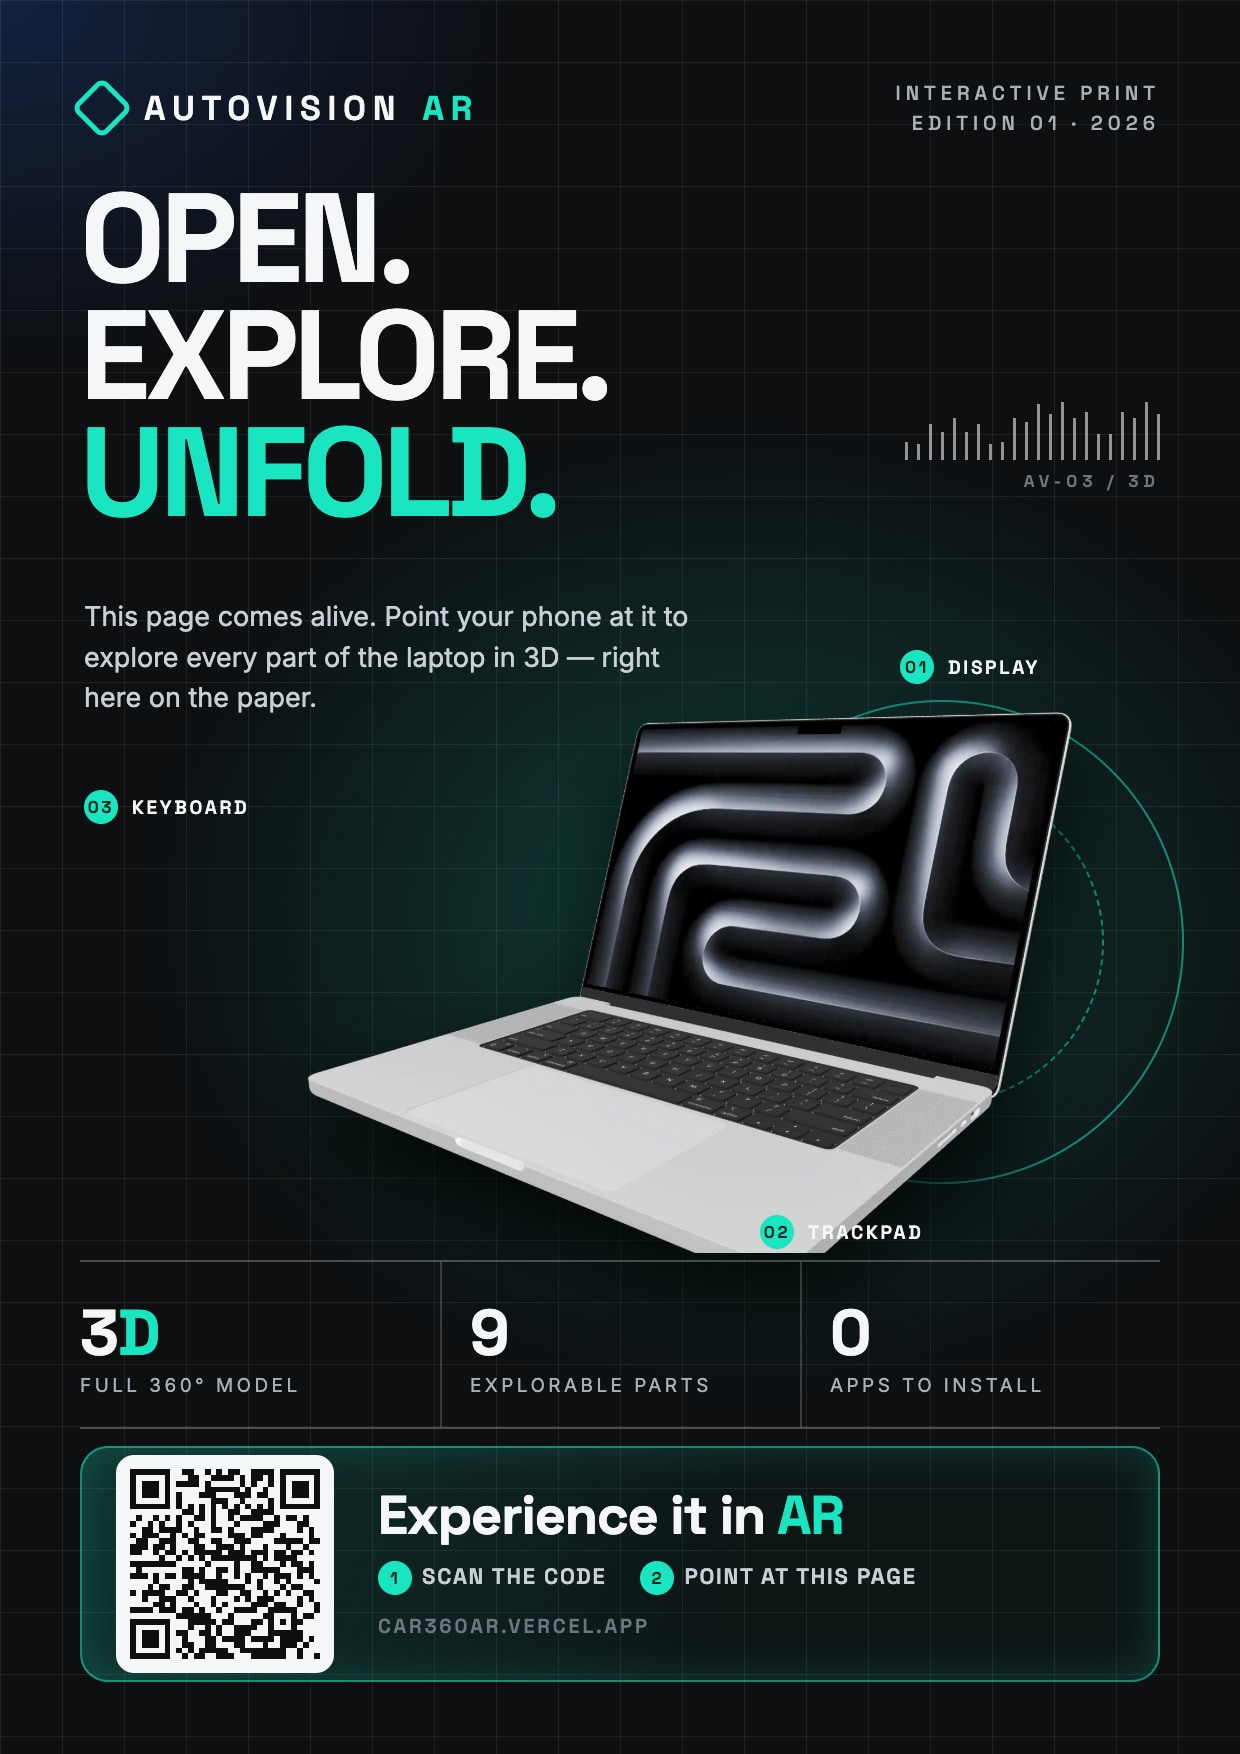 AUTOVISION AR
INTERACTIVE PRINT
EDITION 01 · 2026
OPEN.
EXPLORE.
UNFOLD.
AV-03 / 3D
This page comes alive. Point your phone at it to
explore every part of the laptop in 3D — right
here on the paper.
01 DISPLAY
03 KEYBOARD
02 TRACKPAD
3D
FULL 360° MODEL
9
EXPLORABLE PARTS
0
APPS TO INSTALL
Experience it in AR
1 SCAN THE CODE 2 POINT AT THIS PAGE
CAR360AR.VERCEL.APP